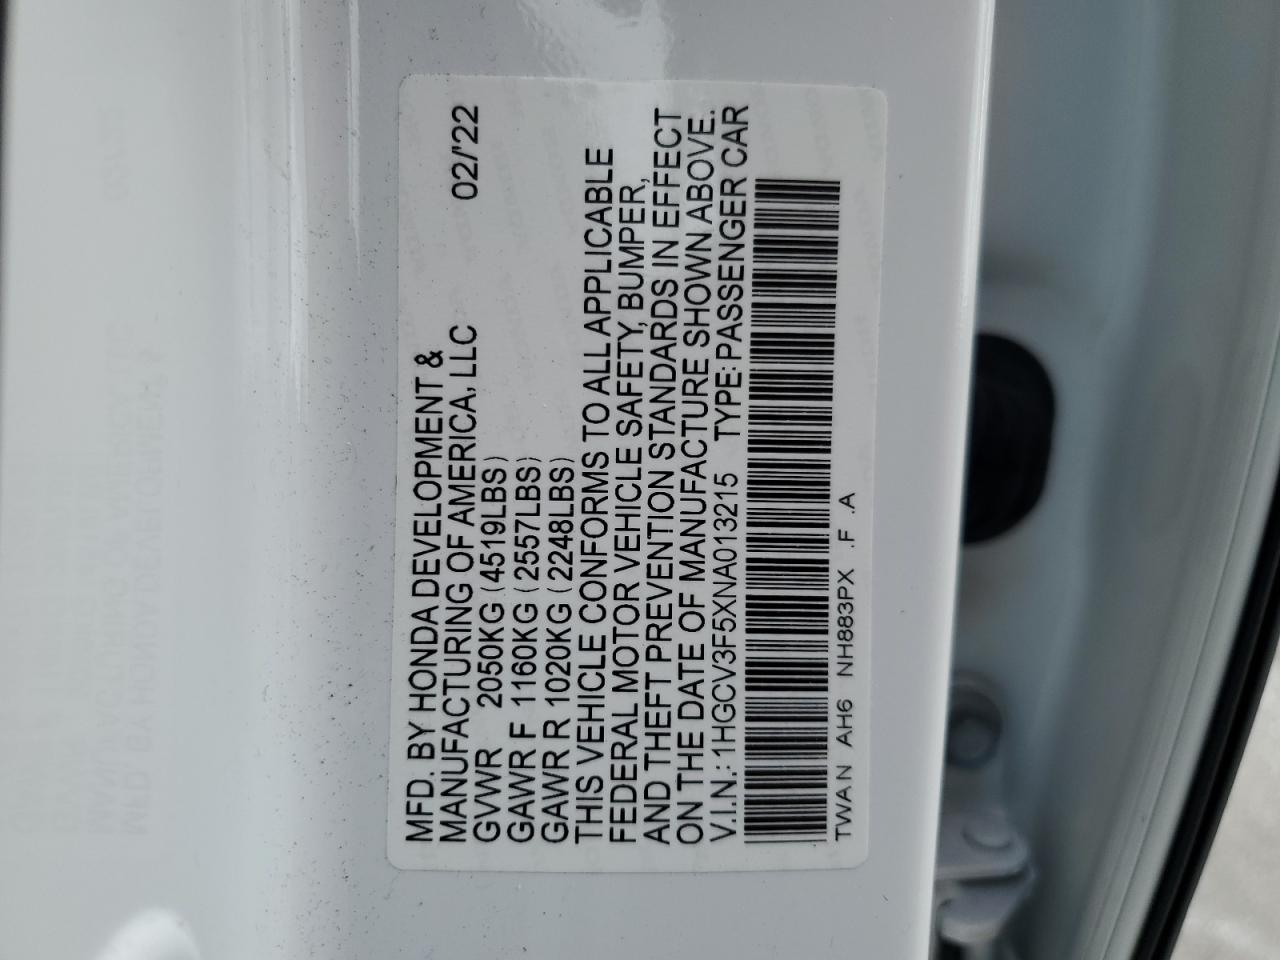 MFD. BY HONDA DEVELOPMENT &
MANUFACTURING OF AMERICA, LLC 02/'22
GVWR 2050KG (4519LBS)
GAWR F 1160KG (2557LBS)
GAWR R 1020KG (2248LBS)
THIS VEHICLE CONFORMS TO ALL APPLICABLE
FEDERAL MOTOR VEHICLE SAFETY, BUMPER,
AND THEFT PREVENTION STANDARDS IN EFFECT
ON THE DATE OF MANUFACTURE SHOWN ABOVE.
V.I.N.: 1HGCV3F5XNA013215 TYPE: PASSENGER CAR
TWAN AH6 NH883PX .F .A